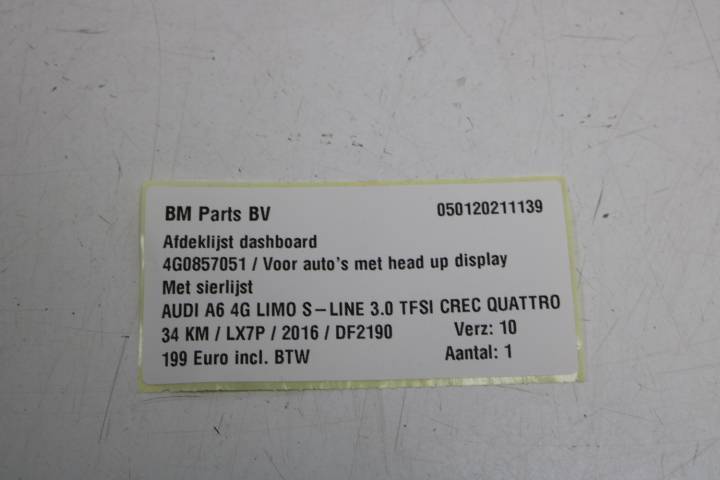 BM Parts BV 050120211139
Afdeklijst dashboard
4G0857051 / Voor auto's met head up display
Met sierlijst
AUDI A6 4G LIMO S-LINE 3.0 TFSI CREC QUATTRO
34 KM / LX7P / 2016 / DF2190 Verz: 10
199 Euro incl. BTW Aantal: 1